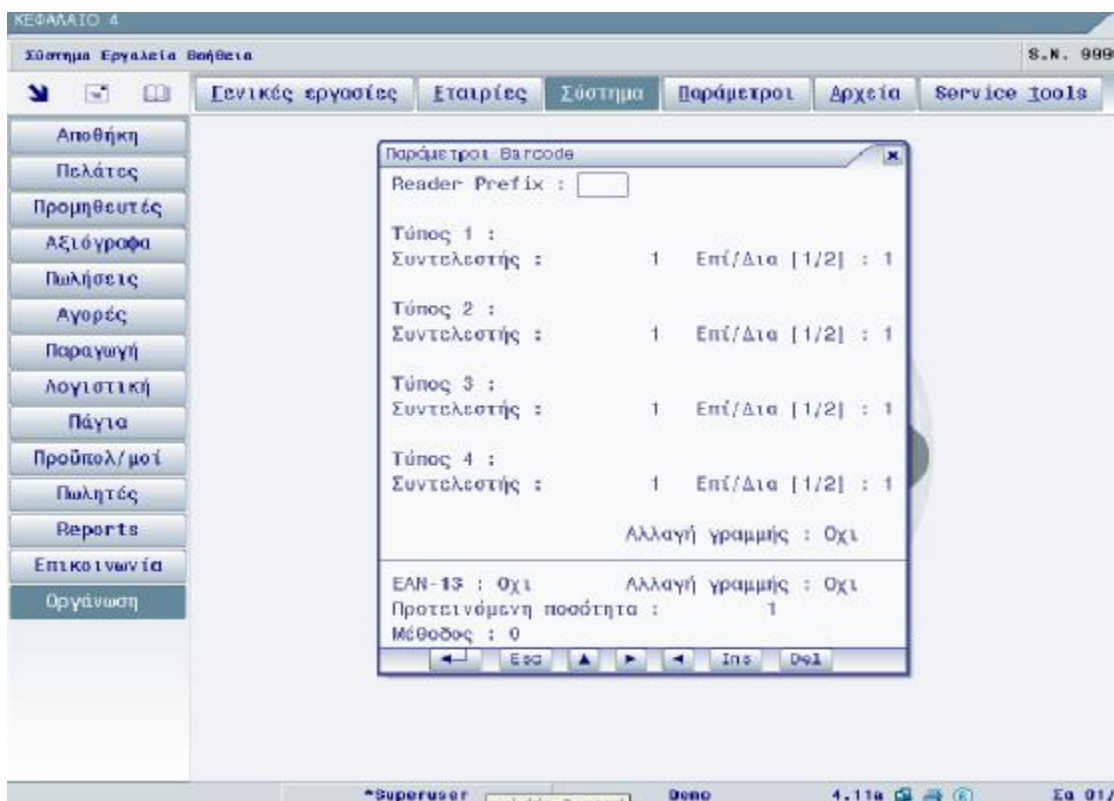 ΚΕΦΑΛΑΙΟ 4
Σύστημα Εργαλεία Βοήθεια
S.N. 999
Γενικές εργασίες Εταιρίες Σύστημα Παράμετροι Αρχεία Service tools
Αποθήκη
Πελάτες
Προμηθευτές
Αξιόγραφα
Πωλήσεις
Αγορές
Παραγωγή
Λογιστική
Πάγια
Προϋπολ/μοί
Πωλητές
Reports
Επικοινωνία
Οργάνωση
Παράμετροι Barcode
Reader Prefix :
Τύπος 1 :
Συντελεστής : 1 Επί/Δια [1/2] : 1
Τύπος 2 :
Συντελεστής : 1 Επί/Δια [1/2] : 1
Τύπος 3 :
Συντελεστής : 1 Επί/Δια [1/2] : 1
Τύπος 4 :
Συντελεστής : 1 Επί/Δια [1/2] : 1
Αλλαγή γραμμής : Οχι
EAN-13 : Οχι Αλλαγή γραμμής : Οχι
Προτεινόμενη ποσότητα : 1
Μέθοδος : 0
Esc Ins Del
*Superuser Demo 4.11a Σα 01/